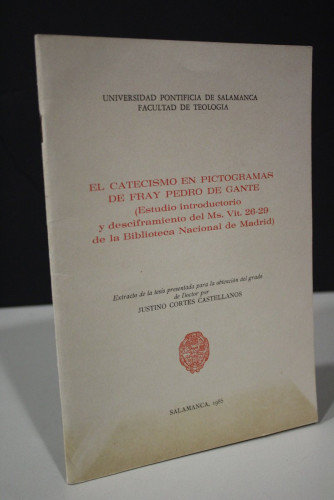 UNIVERSIDAD PONTIFICIA DE SALAMANCA
FACULTAD DE TEOLOGIA
EL CATECISMO EN PICTOGRAMAS
DE FRAY PEDRO DE GANTE
(Estudio introductorio
y desciframiento del Ms. Vit. 26-29
de la Biblioteca Nacional de Madrid)
Extracto de la tesis presentada para la obtención del grado
de Doctor por
JUSTINO CORTES CASTELLANOS
SALAMANCA,